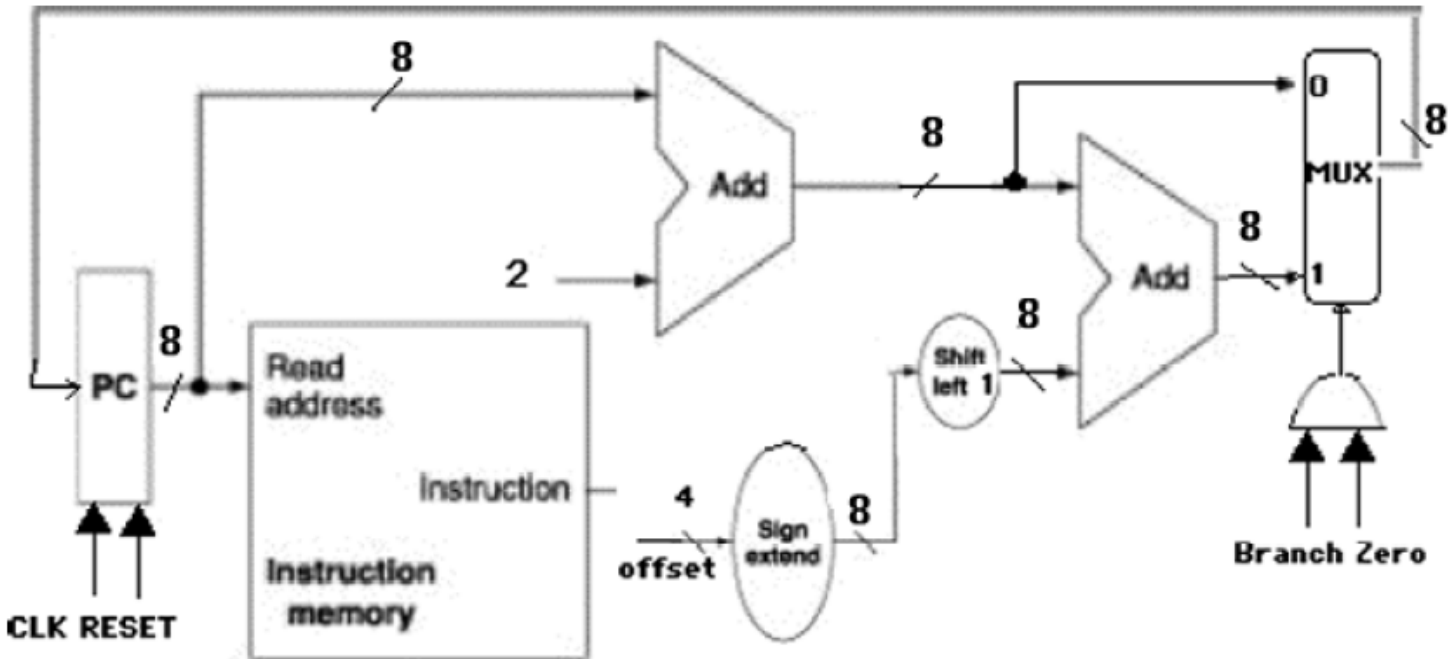 8
0
8
8
Add
MUX
8
2
Add
1
8
8
Shift
left 1
PC
Read
address
Instruction
4
8
Sign
extend
offset
Instruction
memory
Branch Zero
CLK RESET